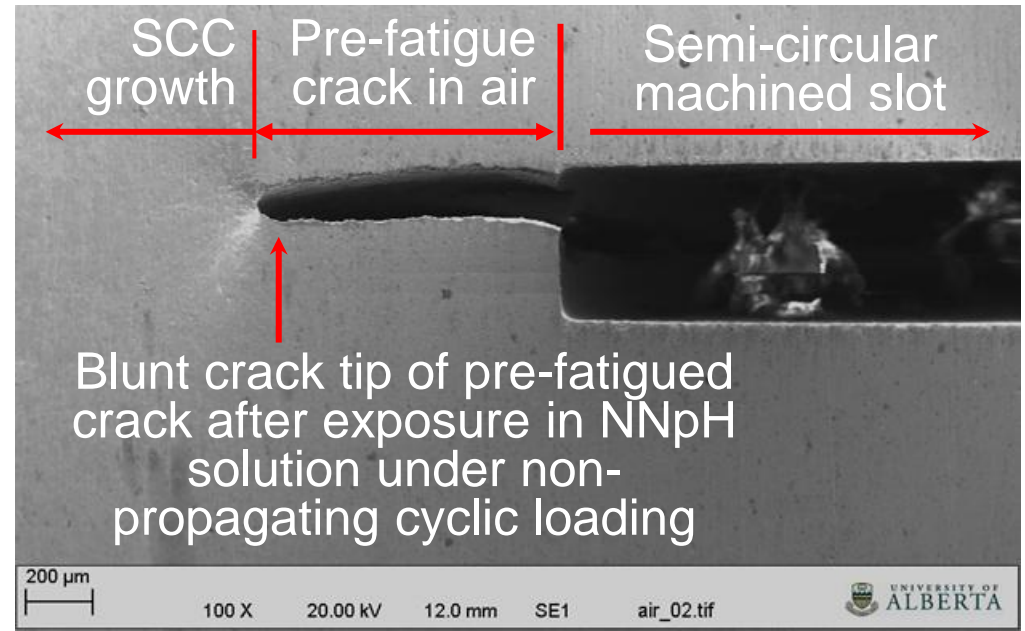 SCC growth
Pre-fatigue crack in air
Semi-circular machined slot
Blunt crack tip of pre-fatigued
crack after exposure in NNpH
solution under non-
propagating cyclic loading
200 µm
100 X 20.00 kV 12.0 mm SE1 air_02.tif
UNIVERSITY OF
ALBERTA